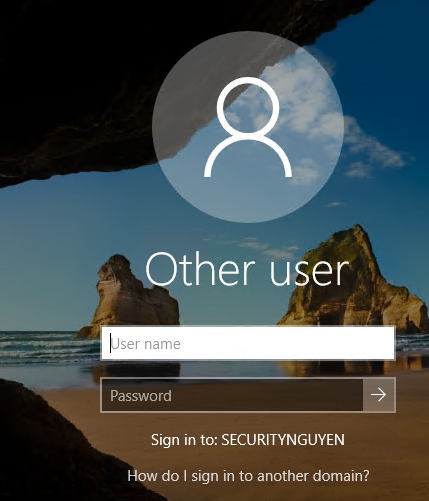 Other user
User name
Password
Sign in to: SECURITYNGUYEN
How do I sign in to another domain?